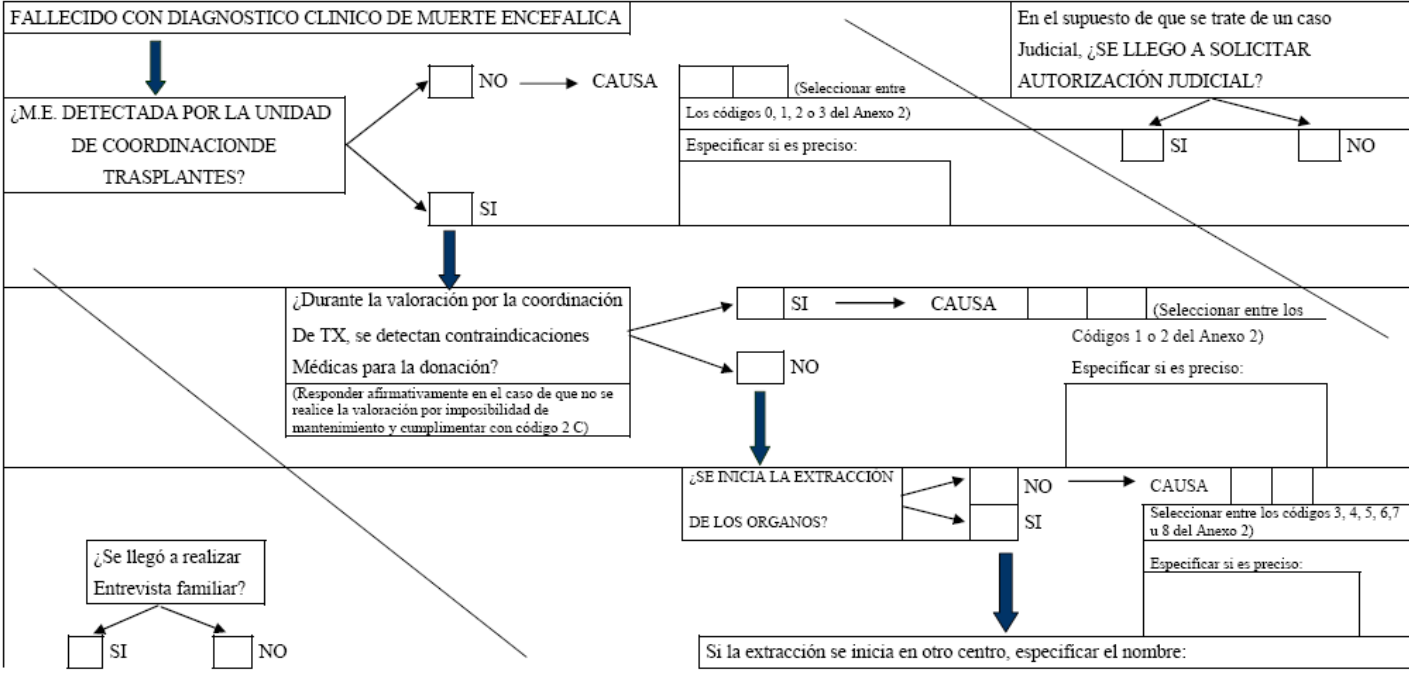 FALLECIDO CON DIAGNOSTICO CLINICO DE MUERTE ENCEFALICA
En el supuesto de que se trate de un caso
Judicial, ¿SE LLEGO A SOLICITAR
AUTORIZACIÓN JUDICIAL?
SI
NO
¿M.E. DETECTADA POR LA UNIDAD
DE COORDINACIONDE
TRASPLANTES?
NO
CAUSA
(Seleccionar entre
Los códigos 0, 1, 2 o 3 del Anexo 2)
Especificar si es preciso:
SI
¿Durante la valoración por la coordinación
De TX, se detectan contraindicaciones
Médicas para la donación?
(Responder afirmativamente en el caso de que no se
realice la valoración por imposibilidad de
mantenimiento y cumplimentar con código 2 C)
SI
CAUSA
(Seleccionar entre los
Códigos 1 o 2 del Anexo 2)
Especificar si es preciso:
NO
¿SE INICIA LA EXTRACCIÓN
DE LOS ORGANOS?
NO
CAUSA
Seleccionar entre los códigos 3, 4, 5, 6,7
u 8 del Anexo 2)
Especificar si es preciso:
SI
¿Se llegó a realizar
Entrevista familiar?
SI
NO
Si la extracción se inicia en otro centro, especificar el nombre: